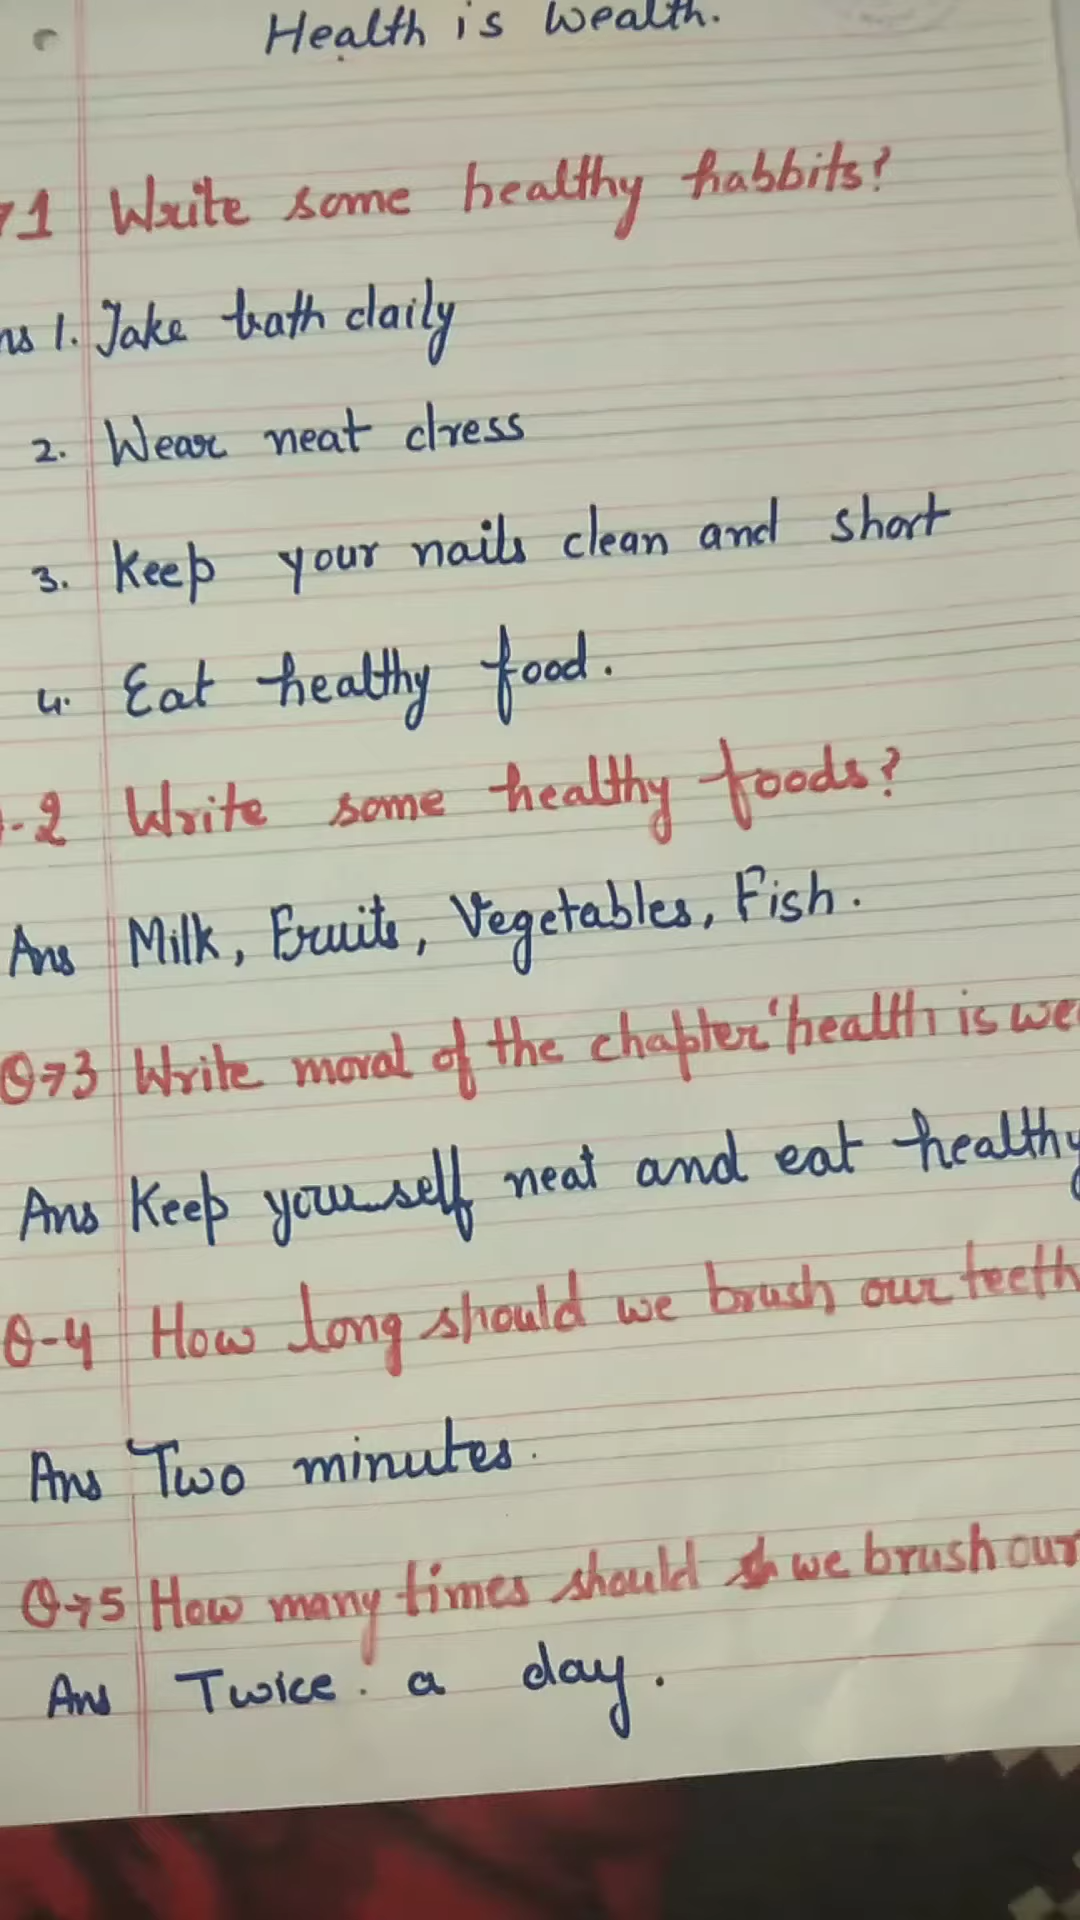 Health is Wealth.
1 Write some healthy habbits?
ns 1. Take bath daily
2. Wear neat dress
3. Keep your nails clean and short
4. Eat healthy food.
-2 Write some healthy foods?
Ans Milk, Fruits, Vegetables, Fish.
Q→3 Write moral of the chapter "health is we
Ans Keep yourself neat and eat healthy
Q-4 How long should we brush our teeth
Ans Two minutes.
Q→5 How many times should we brush our
Ans Twice a day.